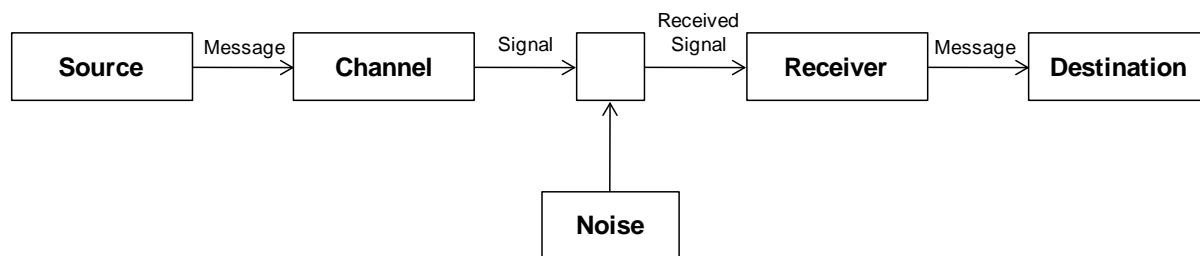 Source
Message
Channel
Signal
Received
Signal
Receiver
Message
Destination
Noise